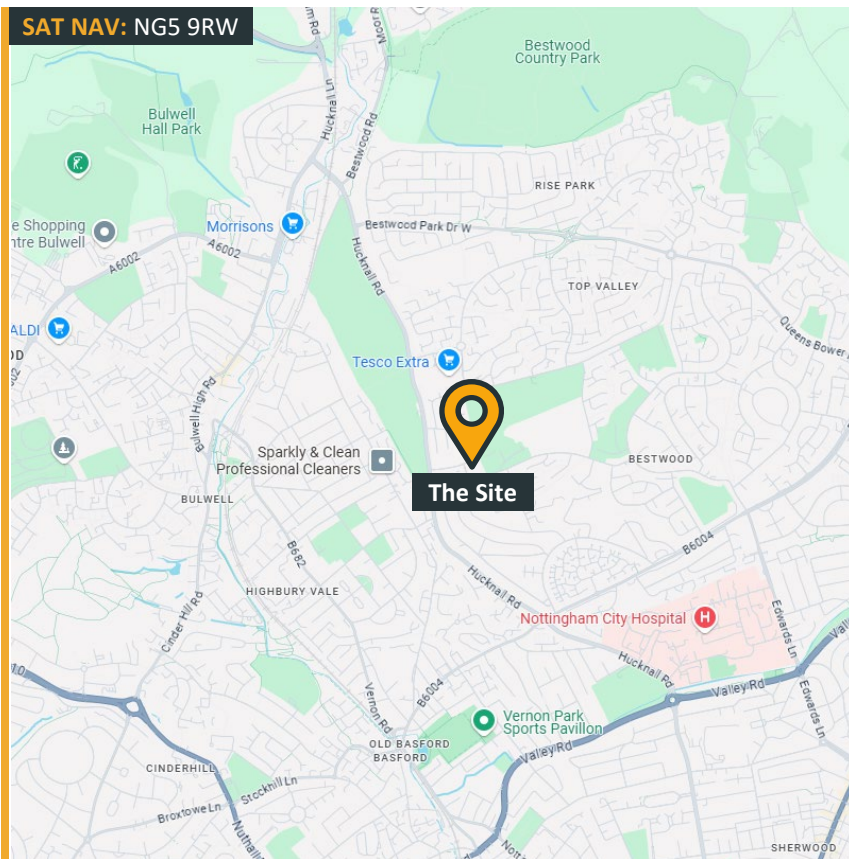 SAT NAV: NG5 9RW
Bestwood
Country Park
Moor R
Hucknall Ln
Bestwood Rd
Bulwell
Hall Park
RISE PARK
e Shopping
ntre Bulwell
Morrisons
A6002
A6002
Bestwood Park Dr W
Hucknall Rd
TOP VALLEY
Queens Bower
ALDI
Tesco Extra
Bulwell High Rd
Sparkly & Clean
Professional Cleaners
The Site
BESTWOOD
BULWELL
B682
B6004
HIGHBURY VALE
Hucknall Rd
Nottingham City Hospital
H
Edwards Ln
Cinder Hill Rd
Hucknall Rd
Valley Rd
Edwards Ln
Vernon Rd
B6004
Vernon Park
Sports Pavillon
OLD BASFORD
BASFORD
Valley Rd
CINDERHILL
Stockhill Ln
Broxtowe Ln
Nuthall
SHERWOOD